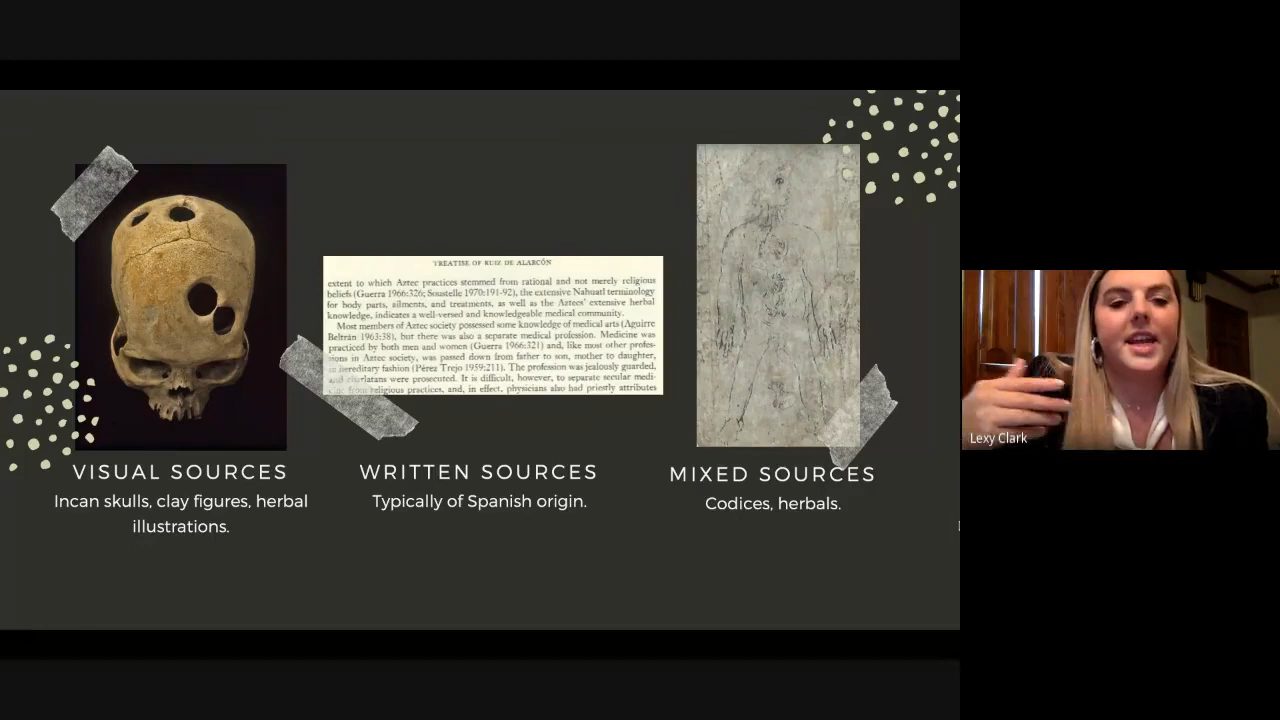 VISUAL SOURCES
Incan skulls, clay figures, herbal
illustrations.
TREATISE OF RUIZ DE ALARCÓN
extent to which Aztec practices stemmed from rational and not merely religious
beliefs (Guerra 1966:326; Soustelle 1970:191-92), the extensive Nahuatl terminology
for body parts, ailments, and treatments, as well as the Aztecs' extensive herbal
knowledge, indicates a well-versed and knowledgeable medical community.
Most members of Aztec society possessed some knowledge of medical arts (Aguirre
Beltrán 1963:38), but there was also a separate medical profession. Medicine was
practiced by both men and women (Guerra 1966:321) and, like most other profes-
sions in Aztec society, was passed down from father to son, mother to daughter,
in hereditary fashion (Pérez Trejo 1959:211). The profession was jealously guarded,
and charlatans were prosecuted. It is difficult, however, to separate secular medi-
from religious practices, and, in effect, physicians also had priestly attributes
WRITTEN SOURCES
Typically of Spanish origin.
MIXED SOURCES
Codices, herbals.
Lexy Clark